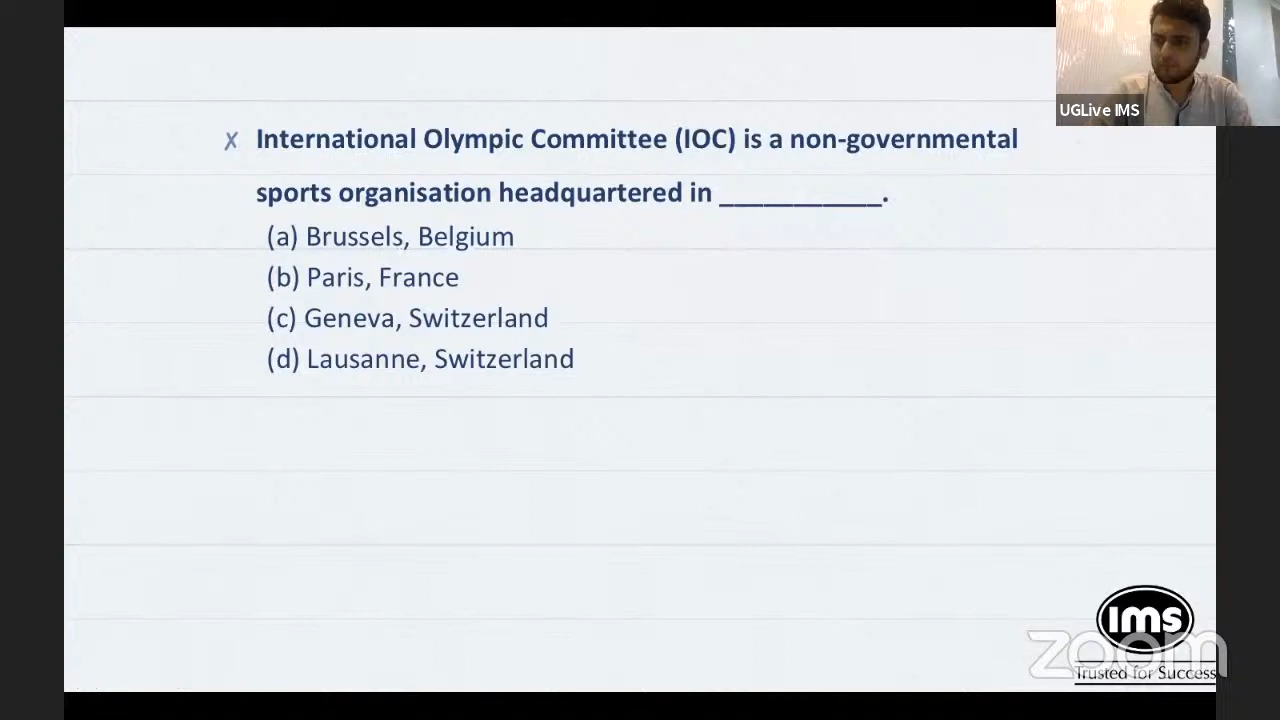 UGLive IMS
✗ International Olympic Committee (IOC) is a non-governmental
sports organisation headquartered in ___________.
(a) Brussels, Belgium
(b) Paris, France
(c) Geneva, Switzerland
(d) Lausanne, Switzerland
ims
zoom
Trusted for Success